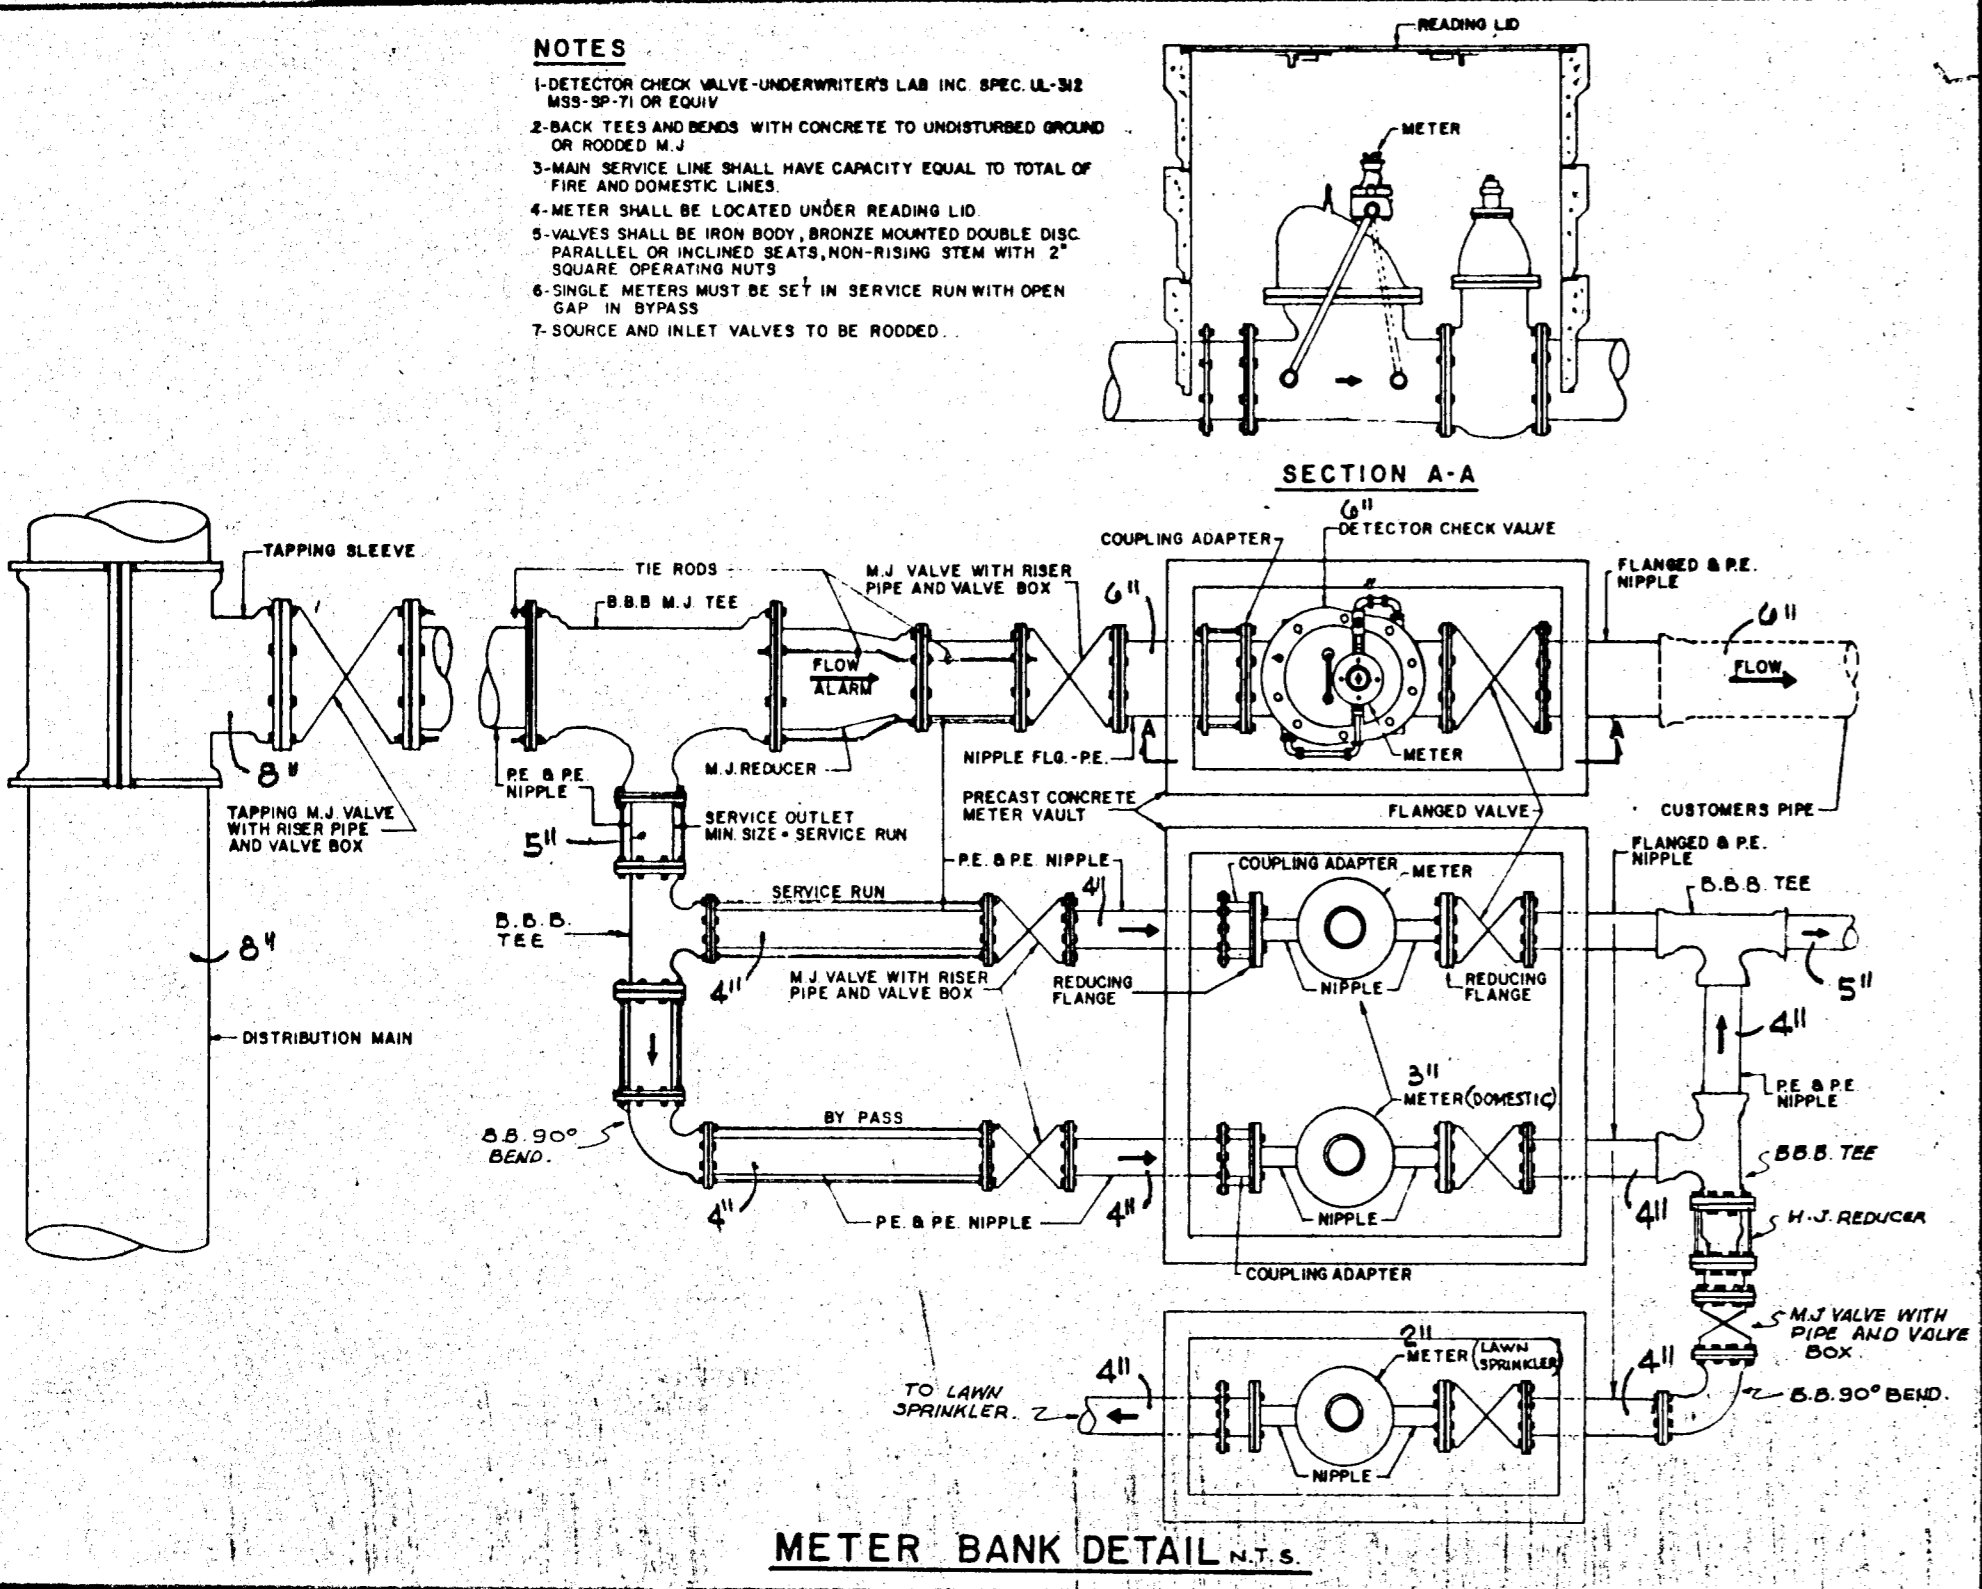 NOTES
1-DETECTOR CHECK VALVE-UNDERWRITER'S LAB INC. SPEC. UL-312
MSS-SP-71 OR EQUIV
2-BACK TEES AND BENDS WITH CONCRETE TO UNDISTURBED GROUND
OR RODDED M.J
3-MAIN SERVICE LINE SHALL HAVE CAPACITY EQUAL TO TOTAL OF
FIRE AND DOMESTIC LINES.
4-METER SHALL BE LOCATED UNDER READING LID.
5-VALVES SHALL BE IRON BODY, BRONZE MOUNTED DOUBLE DISC
PARALLEL OR INCLINED SEATS, NON-RISING STEM WITH 2"
SQUARE OPERATING NUTS
6-SINGLE METERS MUST BE SET IN SERVICE RUN WITH OPEN
GAP IN BYPASS
7-SOURCE AND INLET VALVES TO BE RODDED.
READING LID
METER
SECTION A-A
6"
DETECTOR CHECK VALVE
COUPLING ADAPTER
TAPPING SLEEVE
TIE RODS
B.B.B M.J. TEE
M.J. VALVE WITH RISER
PIPE AND VALVE BOX
6"
FLANGED & P.E.
NIPPLE
6"
FLOW
FLOW
ALARM
8"
P.E & P.E.
NIPPLE
M.J. REDUCER
NIPPLE FLG.-P.E.
A
METER
A
TAPPING M.J. VALVE
WITH RISER PIPE
AND VALVE BOX
5"
SERVICE OUTLET
MIN. SIZE = SERVICE RUN
PRECAST CONCRETE
METER VAULT
FLANGED VALVE
CUSTOMERS PIPE
P.E. & P.E. NIPPLE
COUPLING ADAPTER
METER
FLANGED & P.E.
NIPPLE
B.B.B. TEE
SERVICE RUN
4"
B.B.B.
TEE
8"
4"
M.J. VALVE WITH RISER
PIPE AND VALVE BOX
REDUCING
FLANGE
NIPPLE
REDUCING
FLANGE
5"
DISTRIBUTION MAIN
4"
3"
METER (DOMESTIC)
P.E & P.E.
NIPPLE
BY PASS
B.B. 90°
BEND.
B.B.B. TEE
4"
P.E. & P.E. NIPPLE
4"
NIPPLE
4"
H.J. REDUCER
COUPLING ADAPTER
M.J VALVE WITH
PIPE AND VALVE
BOX.
2"
METER (LAWN
SPRINKLER)
4"
4"
TO LAWN
SPRINKLER.
B.B. 90° BEND.
NIPPLE
METER BANK DETAIL N.T.S.